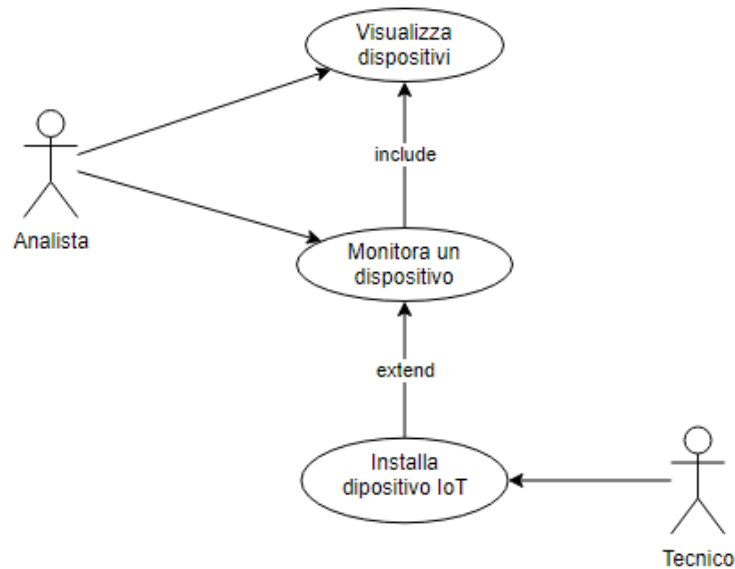 Visualizza
dispositivi
include
Analista
Monitora un
dispositivo
extend
Installa
dipositivo IoT
Tecnico